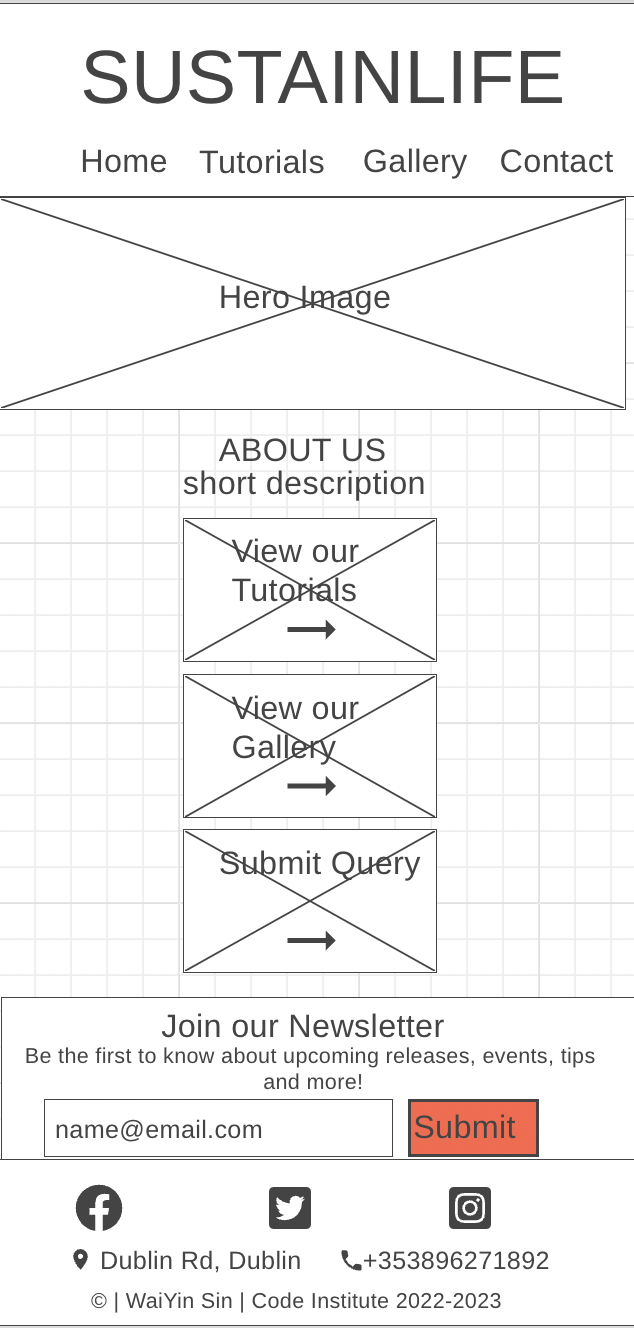 SUSTAINLIFE
Home Tutorials Gallery Contact
Hero Image
ABOUT US
short description
View our
Tutorials
View our
Gallery
Submit Query
Join our Newsletter
Be the first to know about upcoming releases, events, tips
and more!
name@email.com Submit
Dublin Rd, Dublin +353896271892
© | WaiYin Sin | Code Institute 2022-2023